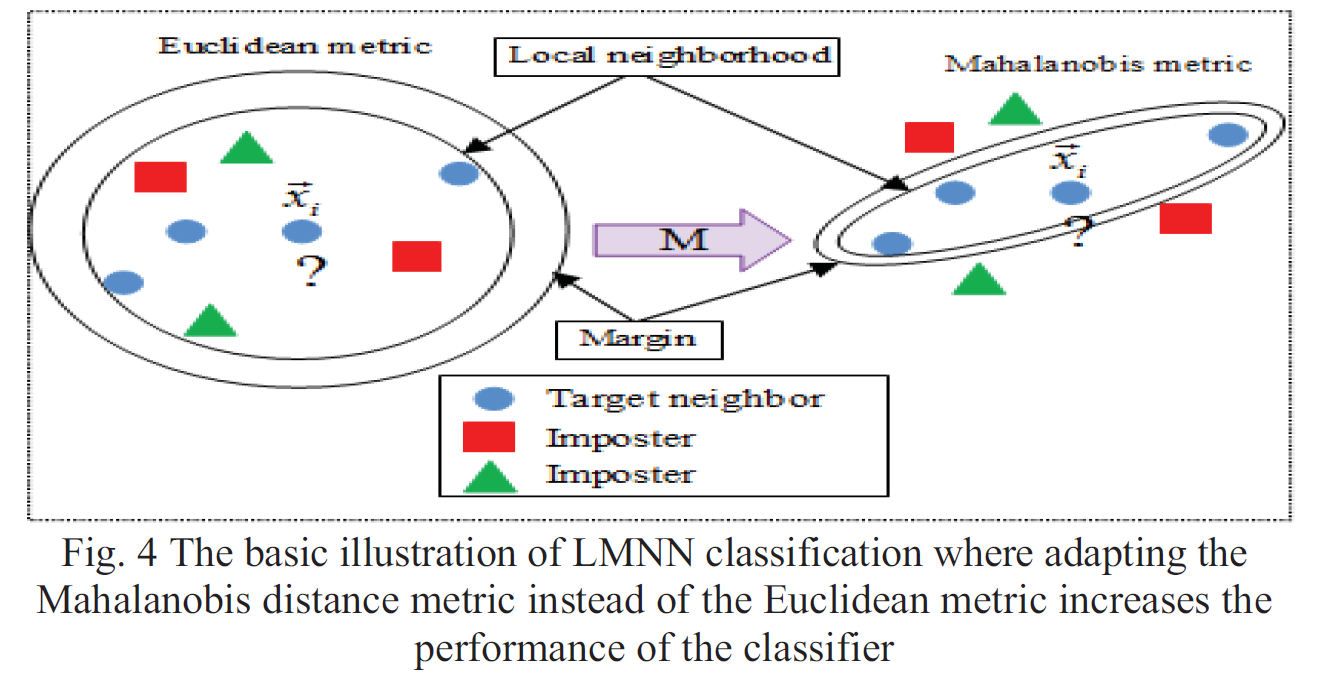 Euclidean metric
Local neighborhood
Mahalanobis metric
x⃗ᵢ
?
M
x⃗ᵢ
?
Margin
Target neighbor
Imposter
Imposter
Fig. 4 The basic illustration of LMNN classification where adapting the
Mahalanobis distance metric instead of the Euclidean metric increases the
performance of the classifier